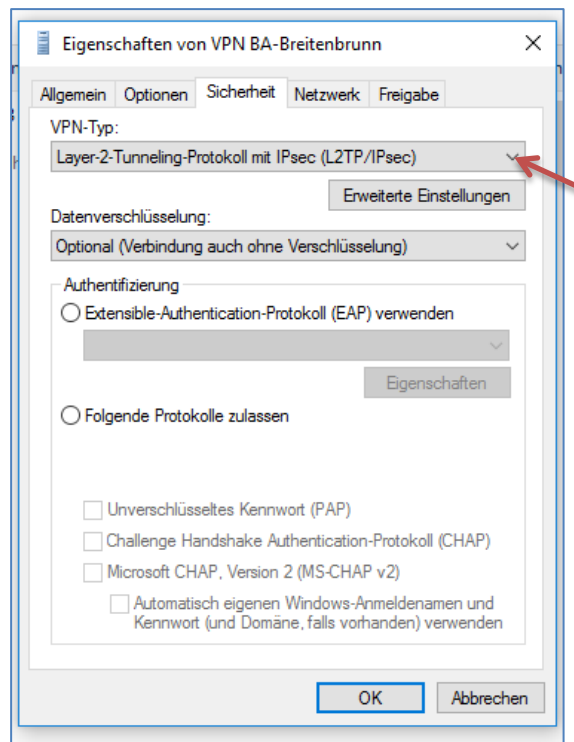 Eigenschaften von VPN BA-Breitenbrunn
Allgemein Optionen Sicherheit Netzwerk Freigabe
VPN-Typ:
Layer-2-Tunneling-Protokoll mit IPsec (L2TP/IPsec)
Erweiterte Einstellungen
Datenverschlüsselung:
Optional (Verbindung auch ohne Verschlüsselung)
Authentifizierung
Extensible-Authentication-Protokoll (EAP) verwenden
Eigenschaften
Folgende Protokolle zulassen
Unverschlüsseltes Kennwort (PAP)
Challenge Handshake Authentication-Protokoll (CHAP)
Microsoft CHAP, Version 2 (MS-CHAP v2)
Automatisch eigenen Windows-Anmeldenamen und
Kennwort (und Domäne, falls vorhanden) verwenden
OK Abbrechen